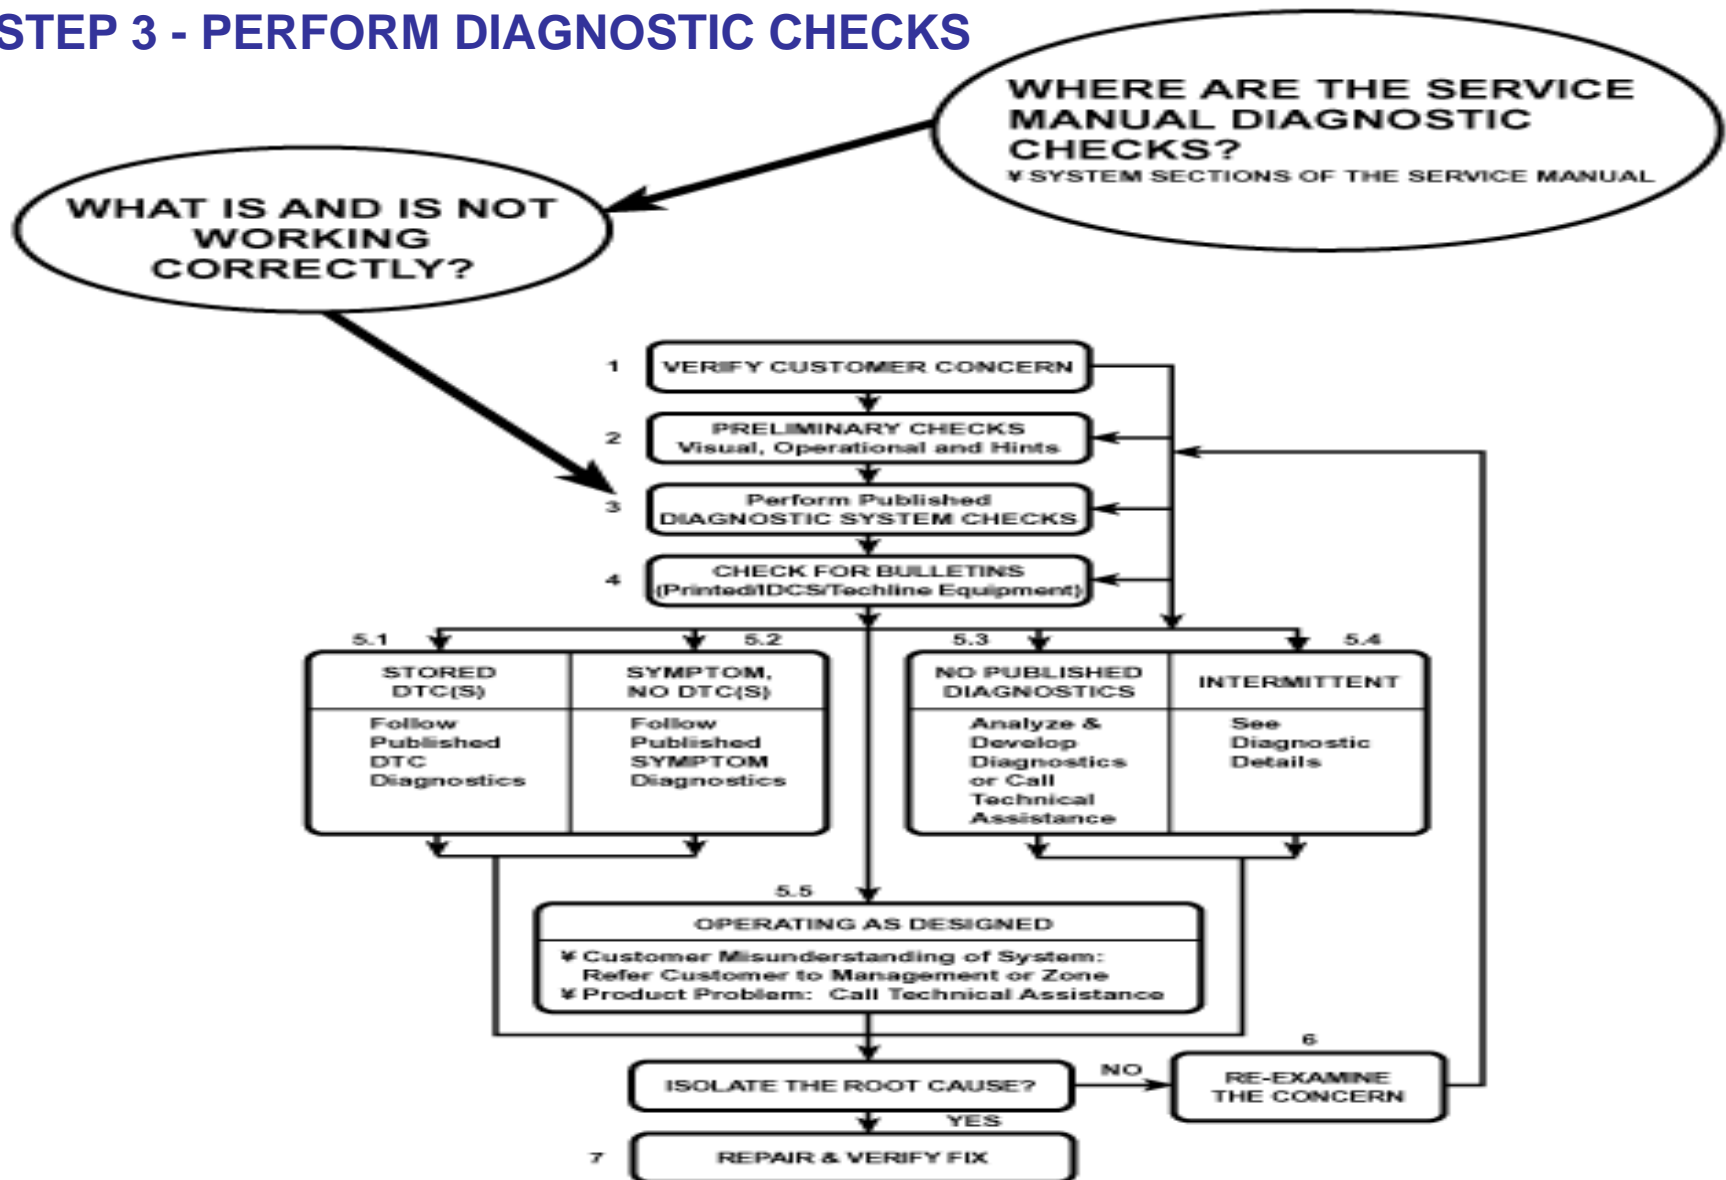 STEP 3 - PERFORM DIAGNOSTIC CHECKS
WHERE ARE THE SERVICE
MANUAL DIAGNOSTIC
CHECKS?
¥ SYSTEM SECTIONS OF THE SERVICE MANUAL
WHAT IS AND IS NOT
WORKING
CORRECTLY?
1
VERIFY CUSTOMER CONCERN
2
PRELIMINARY CHECKS
Visual, Operational and Hints
3
Perform Published
DIAGNOSTIC SYSTEM CHECKS
4
CHECK FOR BULLETINS
(Printed/IDCS/Techline Equipment)
5.1
STORED
DTC(S)
Follow
Published
DTC
Diagnostics
5.2
SYMPTOM,
NO DTC(S)
Follow
Published
SYMPTOM
Diagnostics
5.3
NO PUBLISHED
DIAGNOSTICS
Analyze &
Develop
Diagnostics
or Call
Technical
Assistance
5.4
INTERMITTENT
See
Diagnostic
Details
5.5
OPERATING AS DESIGNED
¥ Customer Misunderstanding of System:
Refer Customer to Management or Zone
¥ Product Problem: Call Technical Assistance
ISOLATE THE ROOT CAUSE?
NO
6
RE-EXAMINE
THE CONCERN
YES
7
REPAIR & VERIFY FIX